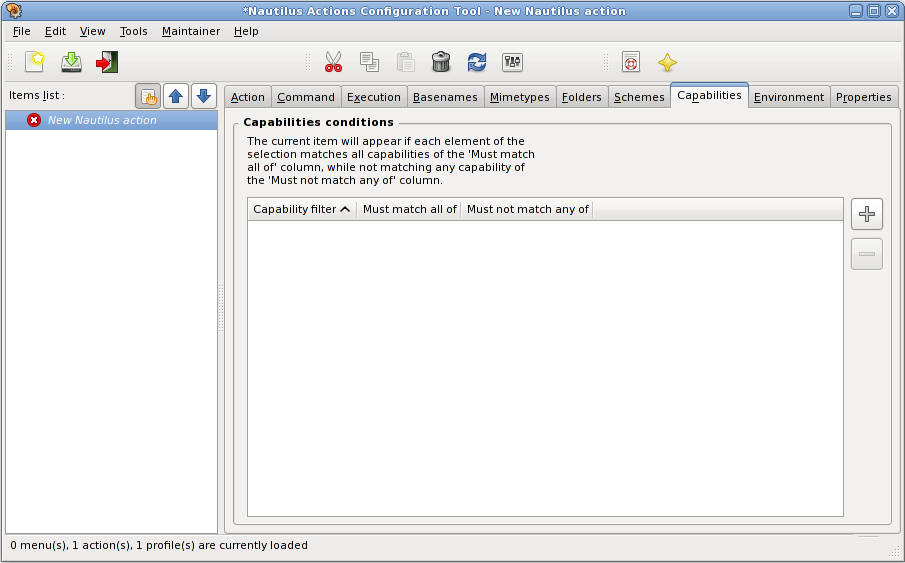 *Nautilus Actions Configuration Tool - New Nautilus action
File Edit View Tools Maintainer Help
Items list :
Action Command Execution Basenames Mimetypes Folders Schemes Capabilities Environment Properties
New Nautilus action
Capabilities conditions
The current item will appear if each element of the
selection matches all capabilities of the 'Must match
all of' column, while not matching any capability of
the 'Must not match any of' column.
Capability filter Must match all of Must not match any of
0 menu(s), 1 action(s), 1 profile(s) are currently loaded